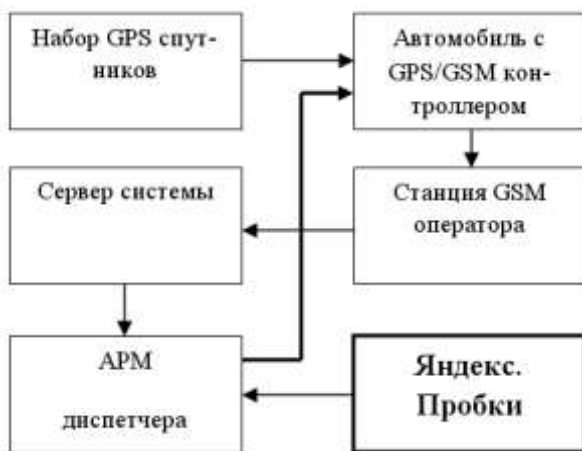 Набор GPS спут-
ников
Автомобиль с
GPS/GSM кон-
троллером
Сервер системы
Станция GSM
оператора
АРМ
диспетчера
Яндекс.
Пробки